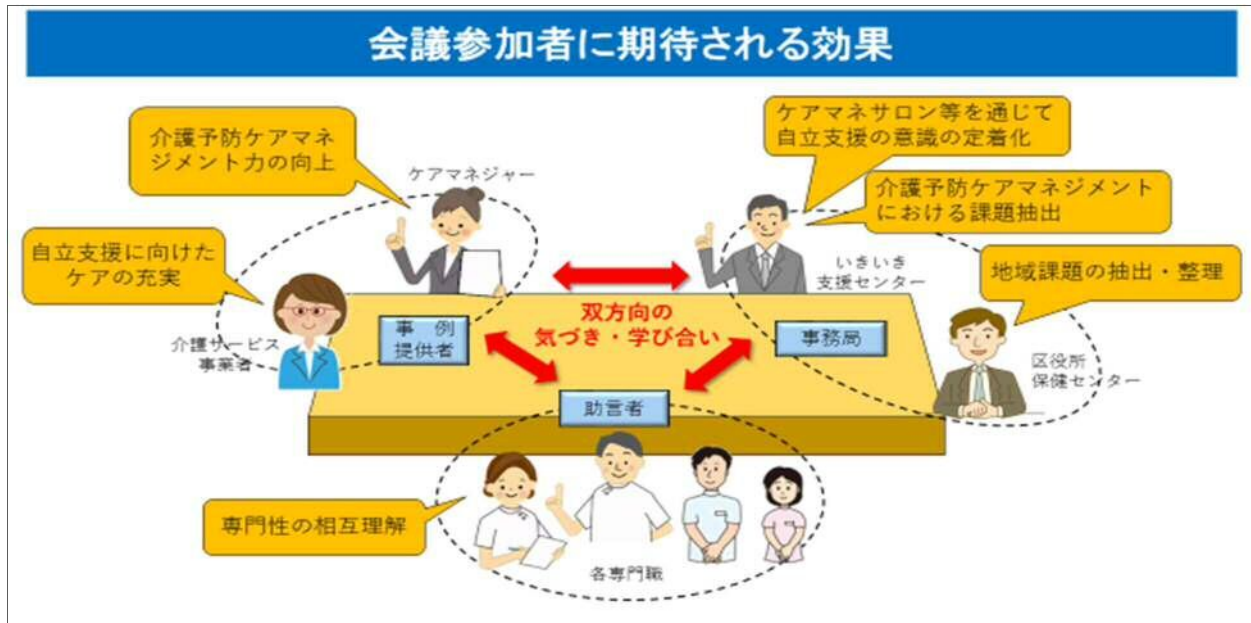 会議参加者に期待される効果
介護予防ケアマネ
ジメント力の向上
ケアマネジャー
ケアマネサロン等を通じて
自立支援の意識の定着化
介護予防ケアマネジメント
における課題抽出
自立支援に向けた
ケアの充実
いきいき
支援センター
地域課題の抽出・整理
双方向の
気づき・学び合い
事 例
提供者
事務局
介護サービス
事業者
区役所
保健センター
助言者
専門性の相互理解
各専門職